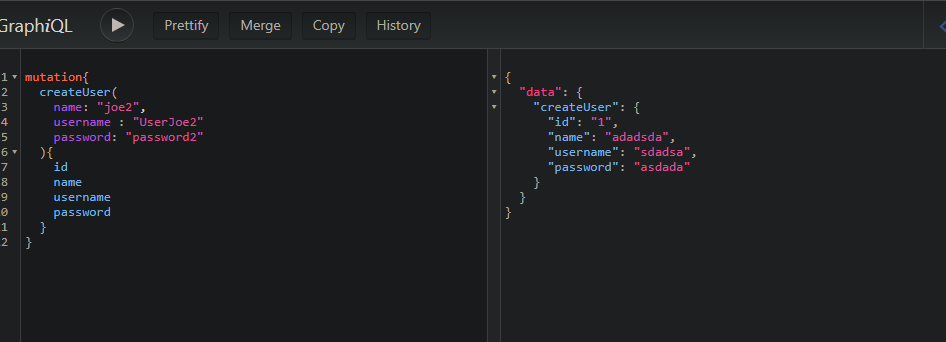 GraphiQL Prettify Merge Copy History
1 mutation{
2 createUser(
3 name: "joe2",
4 username : "UserJoe2"
5 password: "password2"
6 ){
7 id
8 name
9 username
0 password
1 }
2 }
{
"data": {
"createUser": {
"id": "1",
"name": "adadsda",
"username": "sdadsa",
"password": "asdada"
}
}
}